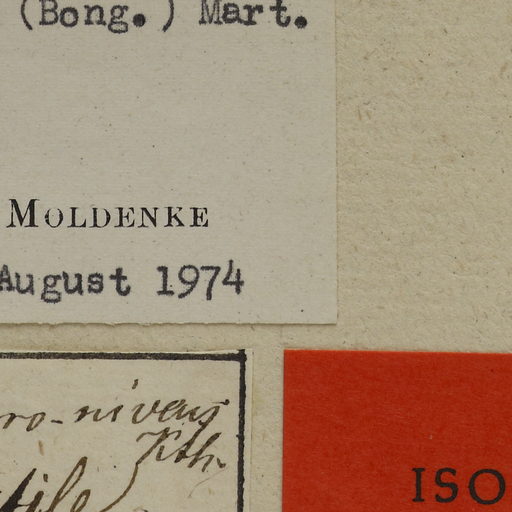 (Bong.) Mart.
MOLDENKE
August 1974
ro-niveus
Kth.
ISO